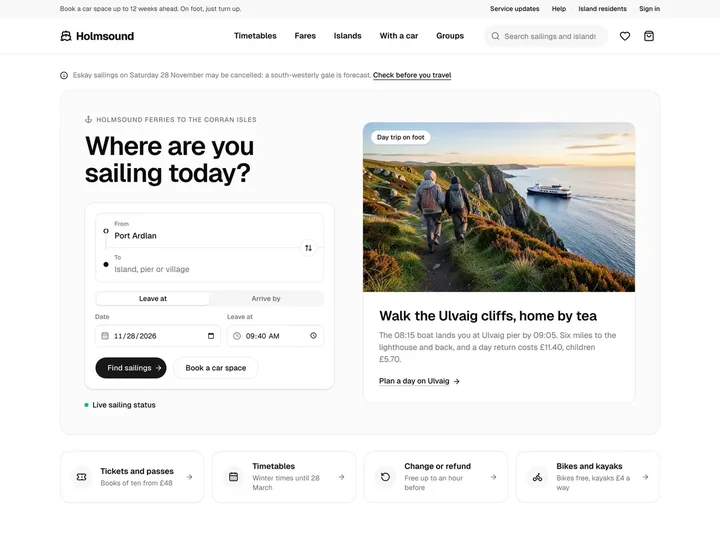 Book a car space up to 12 weeks ahead. On foot, just turn up.
Service updates
Help
Island residents
Sign in
Holmsound
Timetables
Fares
Islands
With a car
Groups
Search sailings and islands
Eskay sailings on Saturday 28 November may be cancelled: a south-westerly gale is forecast. Check before you travel
HOLMSOUND FERRIES TO THE CORRAN ISLES
Where are you
sailing today?
From
Port Ardlan
To
Island, pier or village
Leave at
Arrive by
Date
Leave at
11/28/2026
09:40 AM
Find sailings
Book a car space
Live sailing status
Day trip on foot
Walk the Ulvaig cliffs, home by tea
The 08:15 boat lands you at Ulvaig pier by 09:05. Six miles to the
lighthouse and back, and a day return costs £11.40, children
£5.70.
Plan a day on Ulvaig
Tickets and passes
Books of ten from £48
Timetables
Winter times until 28
March
Change or refund
Free up to an hour
before
Bikes and kayaks
Bikes free, kayaks £4 a
way